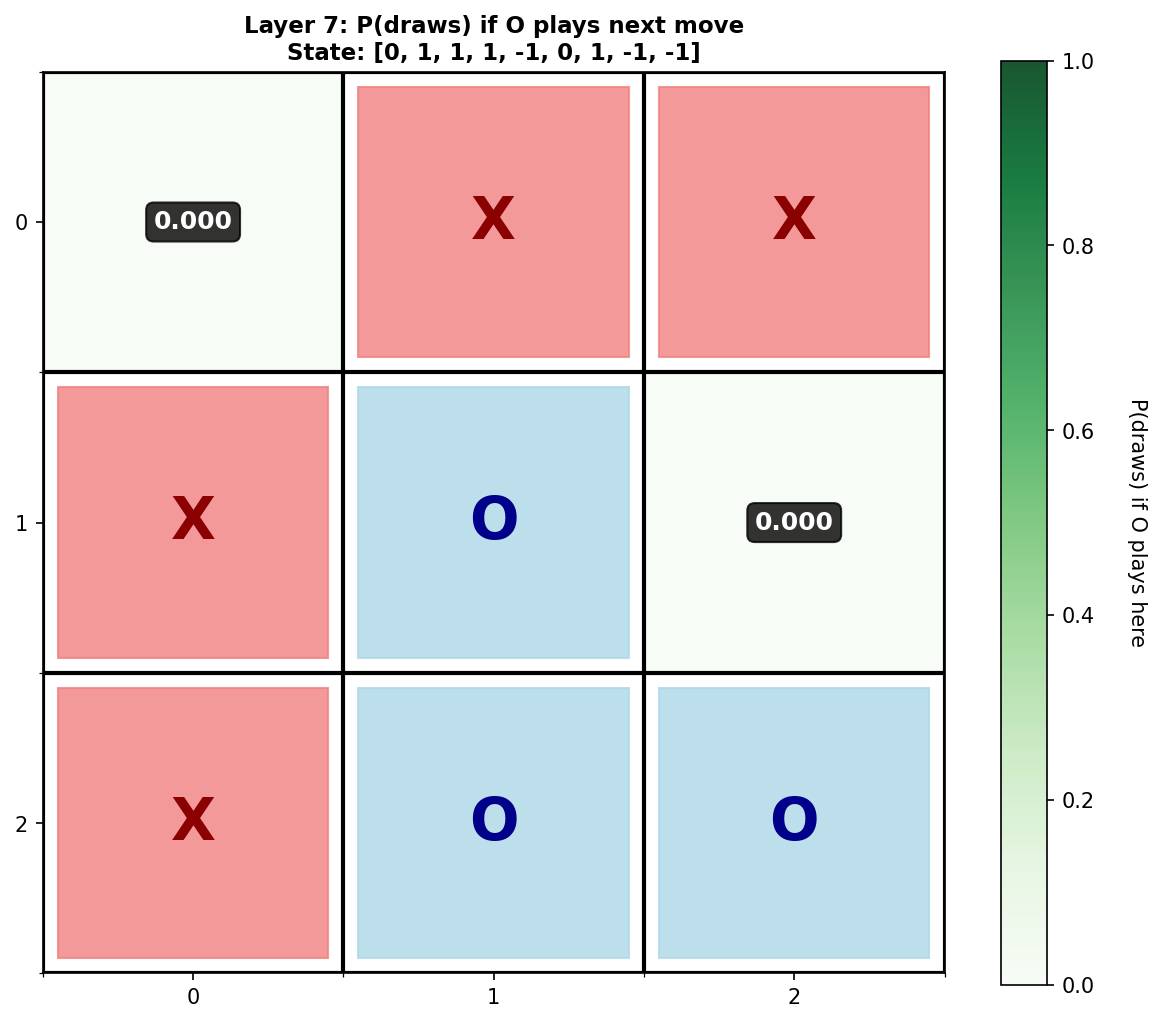 Layer 7: P(draws) if O plays next move
State: [0, 1, 1, 1, -1, 0, 1, -1, -1]
0
0.000
X
X
1
X
O
0.000
2
X
O
O
0
1
2
1.0
0.8
0.6
0.4
0.2
0.0
P(draws) if O plays here